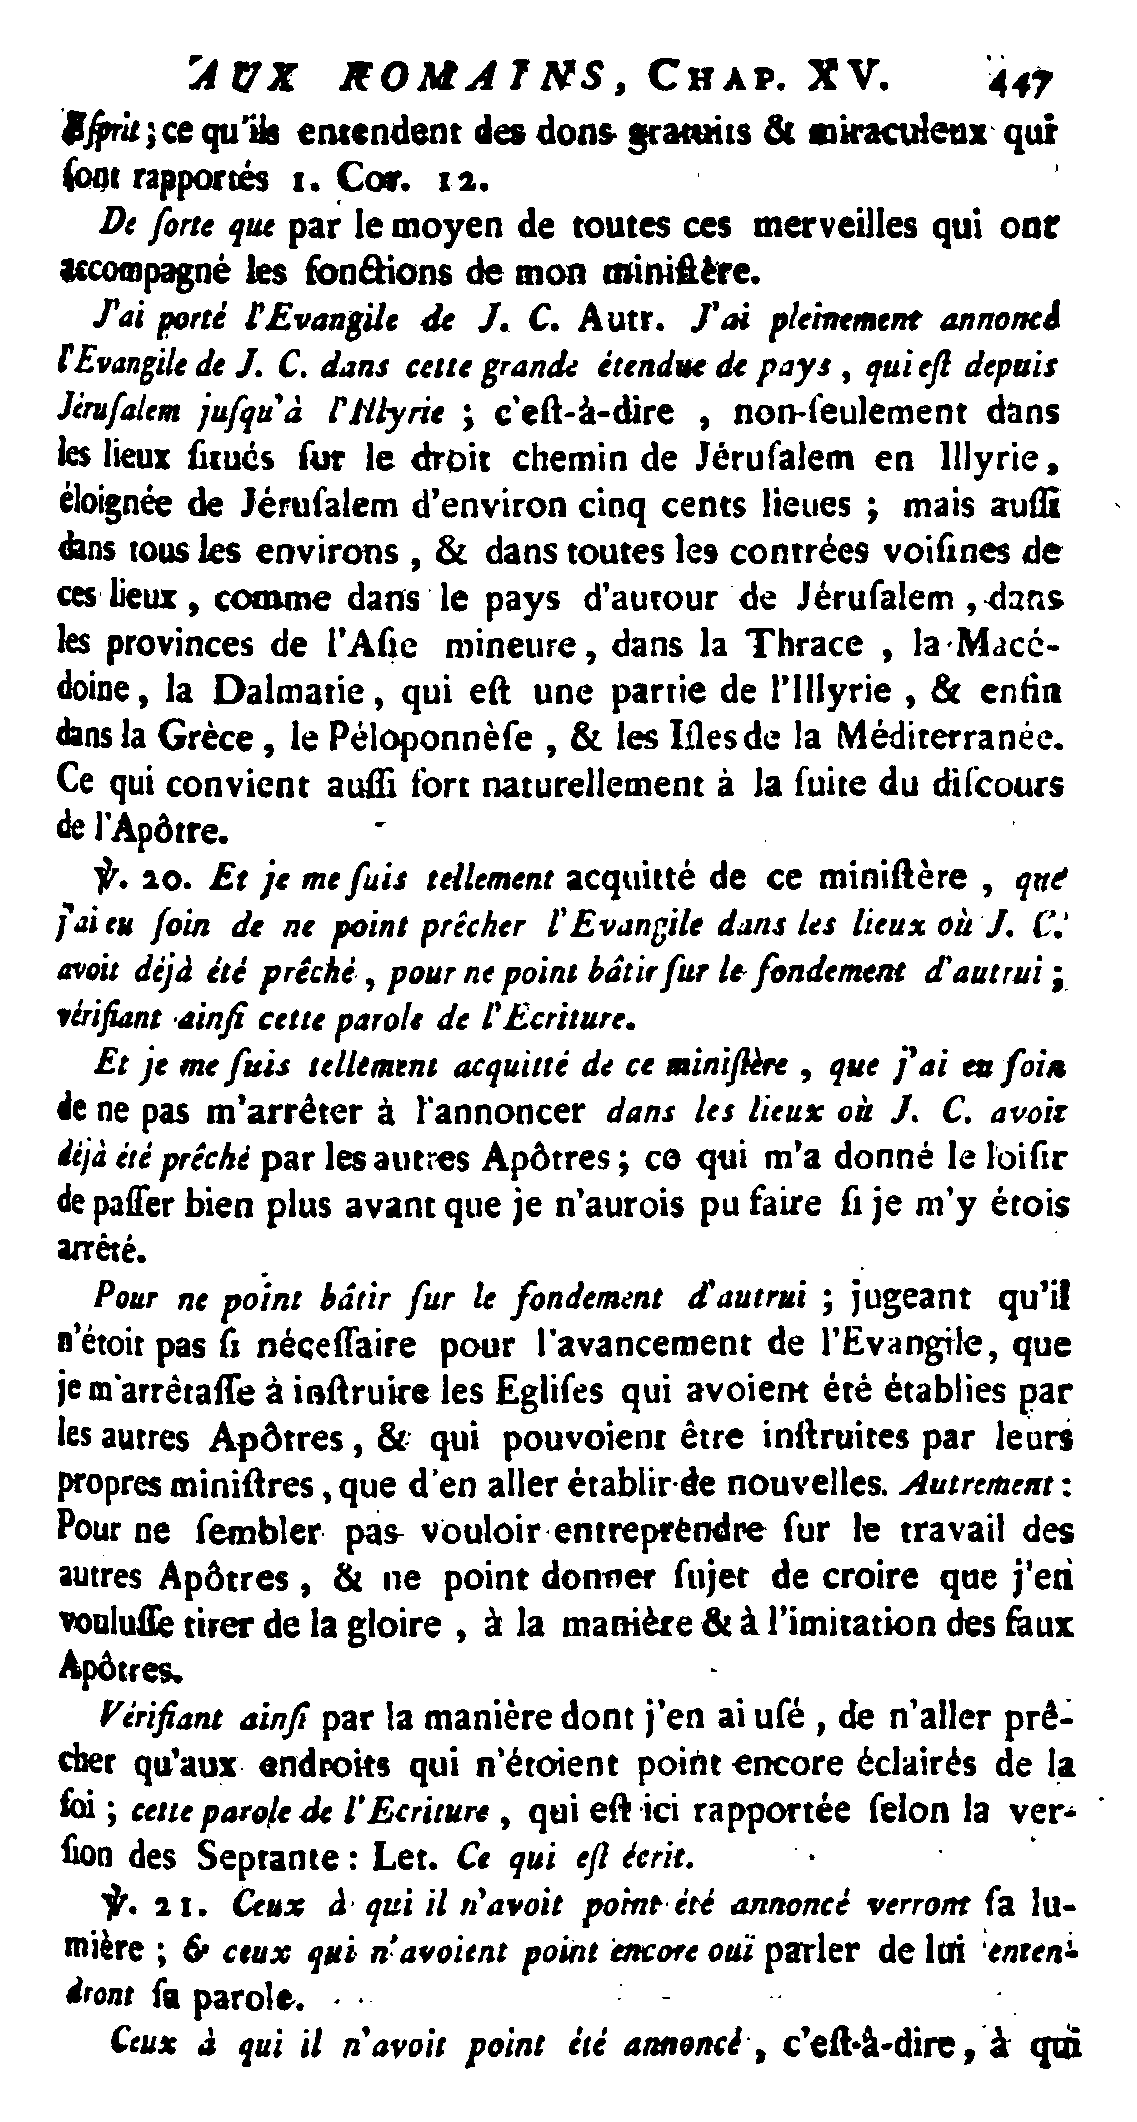 AUX ROMAINS, CHAP. XV. 447
Eſprit ; ce qu'ils entendent des dons gratuits & miraculeux qui
ſont rapportés 1. Cor. 12.
De ſorte que par le moyen de toutes ces merveilles qui ont
accompagné les fonctions de mon miniſtère.
J'ai porté l'Evangile de J. C. Autr. J'ai pleinement annoncé
l'Evangile de J. C. dans cette grande étendue de pays, qui eſt depuis
Jéruſalem juſqu'à l'Illyrie ; c'eſt-à-dire, non-ſeulement dans
les lieux ſitués ſur le droit chemin de Jéruſalem en Illyrie,
éloignée de Jéruſalem d'environ cinq cents lieues ; mais auſſi
dans tous les environs, & dans toutes les contrées voiſines de
ces lieux, comme dans le pays d'autour de Jéruſalem, dans
les provinces de l'Aſie mineure, dans la Thrace, la Macé-
doine, la Dalmatie, qui eſt une partie de l'Illyrie, & enfin
dans la Grèce, le Péloponnèſe, & les Iſles de la Méditerranée.
Ce qui convient auſſi fort naturellement à la ſuite du diſcours
de l'Apôtre.
℣. 20. Et je me ſuis tellement acquitté de ce miniſtère, que
j'ai eu ſoin de ne point prêcher l'Evangile dans les lieux où J. C.
avoit déjà été prêché, pour ne point bâtir ſur le fondement d'autrui ;
vérifiant ainſi cette parole de l'Ecriture.
Et je me ſuis tellement acquitté de ce miniſtère, que j'ai eu ſoin
de ne pas m'arrêter à l'annoncer dans les lieux où J. C. avoit
déjà été prêché par les autres Apôtres ; ce qui m'a donné le loiſir
de paſſer bien plus avant que je n'aurois pu faire ſi je m'y étois
arrêté.
Pour ne point bâtir ſur le fondement d'autrui ; jugeant qu'il
n'étoit pas ſi néceſſaire pour l'avancement de l'Evangile, que
je m'arrêtaſſe à inſtruire les Egliſes qui avoient été établies par
les autres Apôtres, & qui pouvoient être inſtruites par leurs
propres miniſtres, que d'en aller établir de nouvelles. Autrement :
Pour ne ſembler pas vouloir entreprendre ſur le travail des
autres Apôtres, & ne point donner ſujet de croire que j'en
vouluſſe tirer de la gloire, à la manière & à l'imitation des faux
Apôtres.
Vérifiant ainſi par la manière dont j'en ai uſé, de n'aller prê-
cher qu'aux endroits qui n'étoient point encore éclairés de la
foi ; cette parole de l'Ecriture, qui eſt ici rapportée ſelon la ver-
ſion des Septante : Let. Ce qui eſt écrit.
℣. 21. Ceux à qui il n'avoit point été annoncé verront ſa lu-
mière ; & ceux qui n'avoient point encore ouï parler de lui enten-
dront ſa parole.
Ceux à qui il n'avoit point été annoncé, c'eſt-à-dire, à qui